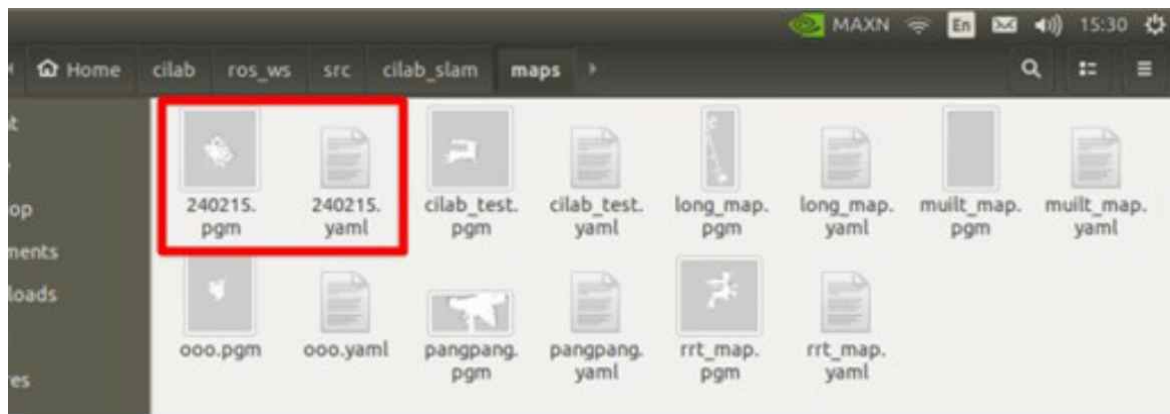 MAXN En 15:30
Home cilab ros_ws src cilab_slam maps
240215.
pgm
240215.
yaml
cilab_test.
pgm
cilab_test.
yaml
long_map.
pgm
long_map.
yaml
muilt_map.
pgm
muilt_map.
yaml
ooo.pgm
ooo.yaml
pangpang.
pgm
pangpang.
yaml
rrt_map.
pgm
rrt_map.
yaml
op
ments
loads
es